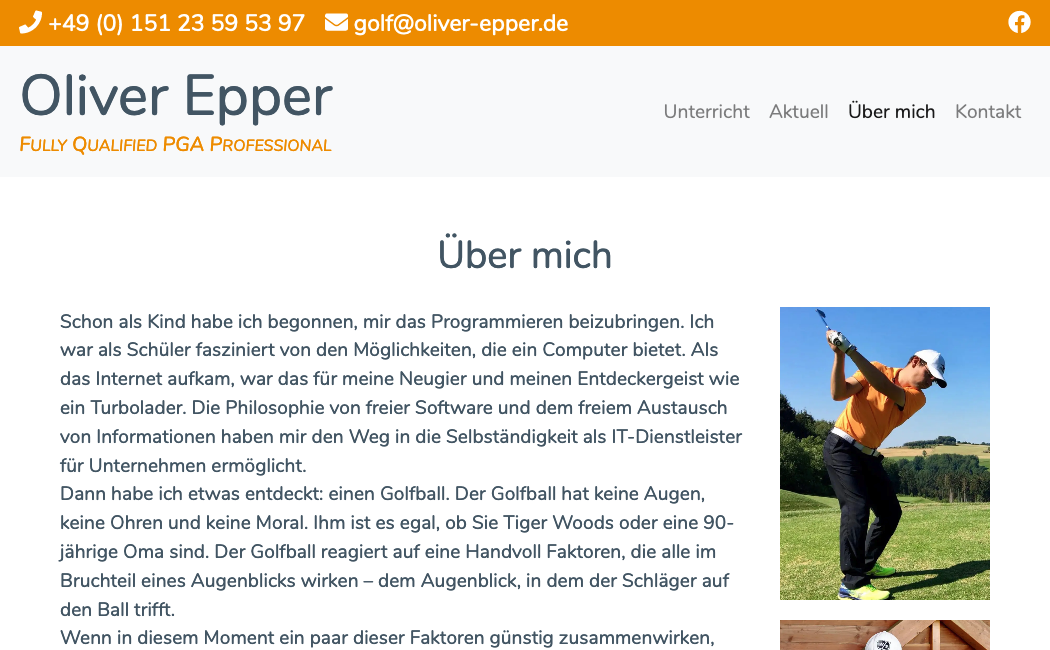 +49 (0) 151 23 59 53 97 golf@oliver-epper.de
Oliver Epper
Fully Qualified PGA Professional
Unterricht Aktuell Über mich Kontakt
Über mich
Schon als Kind habe ich begonnen, mir das Programmieren beizubringen. Ich
war als Schüler fasziniert von den Möglichkeiten, die ein Computer bietet. Als
das Internet aufkam, war das für meine Neugier und meinen Entdeckergeist wie
ein Turbolader. Die Philosophie von freier Software und dem freiem Austausch
von Informationen haben mir den Weg in die Selbständigkeit als IT-Dienstleister
für Unternehmen ermöglicht.
Dann habe ich etwas entdeckt: einen Golfball. Der Golfball hat keine Augen,
keine Ohren und keine Moral. Ihm ist es egal, ob Sie Tiger Woods oder eine 90-
jährige Oma sind. Der Golfball reagiert auf eine Handvoll Faktoren, die alle im
Bruchteil eines Augenblicks wirken – dem Augenblick, in dem der Schläger auf
den Ball trifft.
Wenn in diesem Moment ein paar dieser Faktoren günstig zusammenwirken,